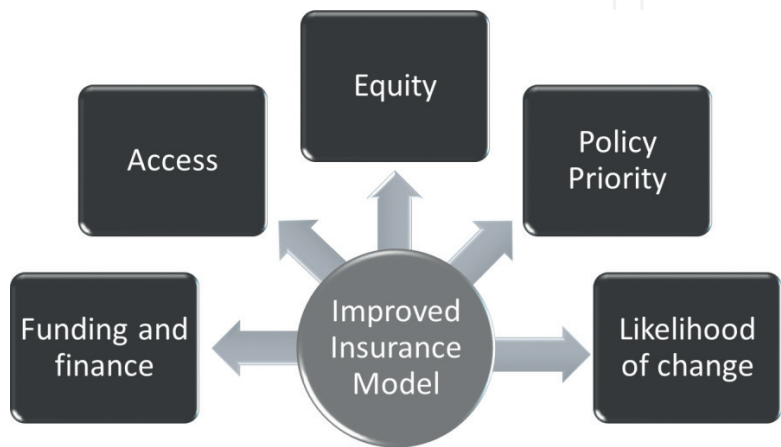 Equity
Access
Policy
Priority
Funding and
finance
Improved
Insurance
Model
Likelihood
of change